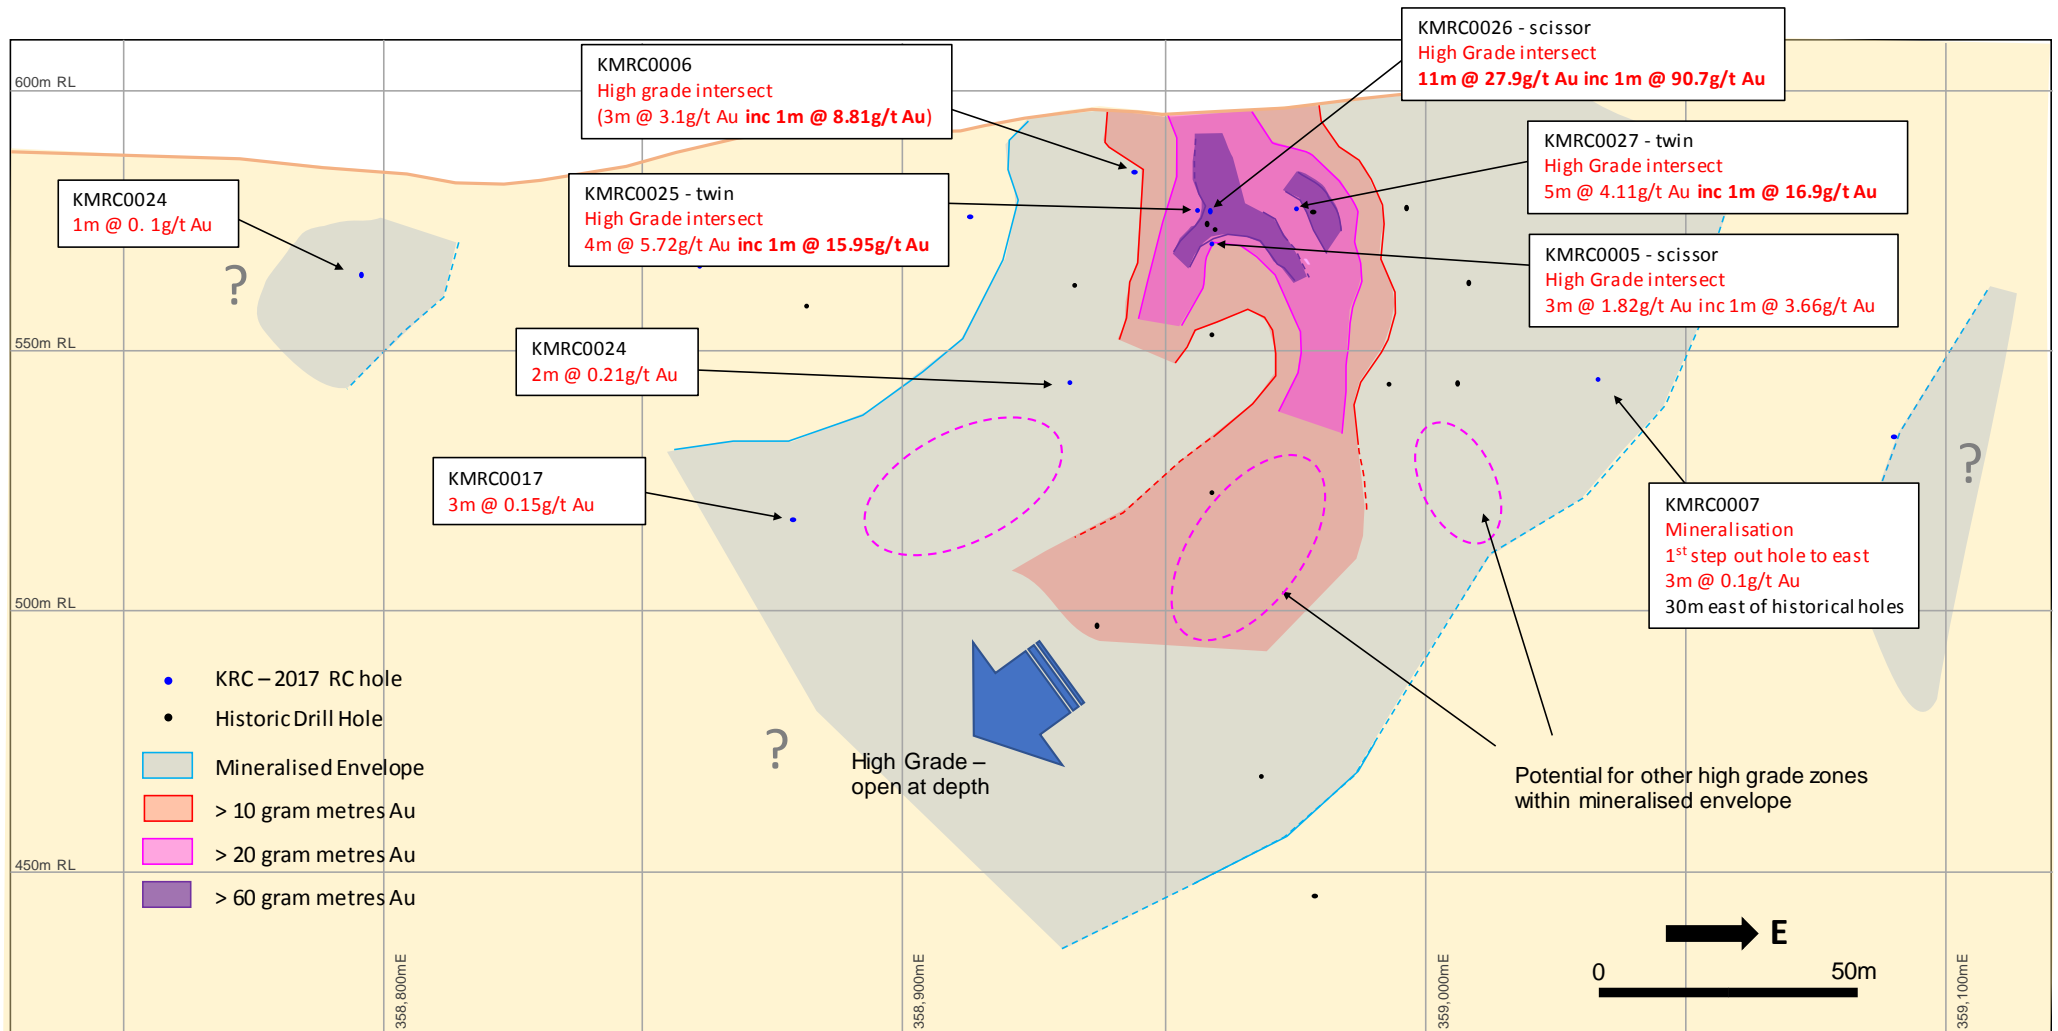 KMRC0026 - scissor
High Grade intersect
11m @ 27.9g/t Au inc 1m @ 90.7g/t Au
KMRC0006
High grade intersect
(3m @ 3.1g/t Au inc 1m @ 8.81g/t Au)
600m RL
KMRC0027 - twin
High Grade intersect
5m @ 4.11g/t Au inc 1m @ 16.9g/t Au
KMRC0024
1m @ 0. 1g/t Au
KMRC0025 - twin
High Grade intersect
4m @ 5.72g/t Au inc 1m @ 15.95g/t Au
KMRC0005 - scissor
High Grade intersect
3m @ 1.82g/t Au inc 1m @ 3.66g/t Au
?
KMRC0024
2m @ 0.21g/t Au
550m RL
KMRC0017
3m @ 0.15g/t Au
?
KMRC0007
Mineralisation
1st step out hole to east
3m @ 0.1g/t Au
30m east of historical holes
500m RL
KRC – 2017 RC hole
Historic Drill Hole
Mineralised Envelope
> 10 gram metres Au
> 20 gram metres Au
> 60 gram metres Au
?
High Grade –
open at depth
Potential for other high grade zones
within mineralised envelope
450m RL
E
0 50m
358,800mE
358,900mE
359,000mE
359,100mE